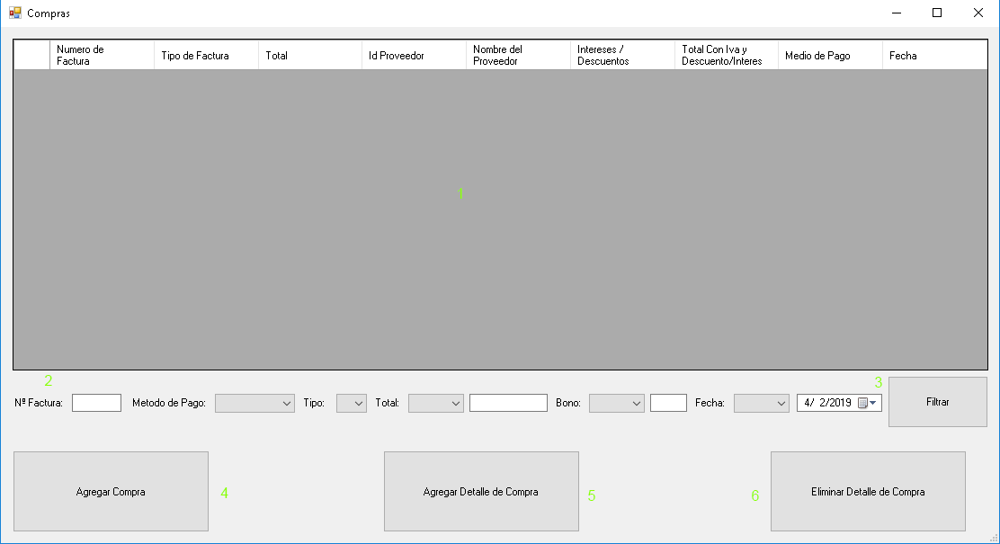 Compras
Numero de
Factura
Tipo de Factura
Total
Id Proveedor
Nombre del
Proveedor
Intereses /
Descuentos
Total Con Iva y
Descuento/Interes
Medio de Pago
Fecha
1
2
3
Nº Factura:
Metodo de Pago:
Tipo:
Total:
Bono:
Fecha:
4/ 2/2019
Filtrar
Agregar Compra
4
Agregar Detalle de Compra
5
6
Eliminar Detalle de Compra